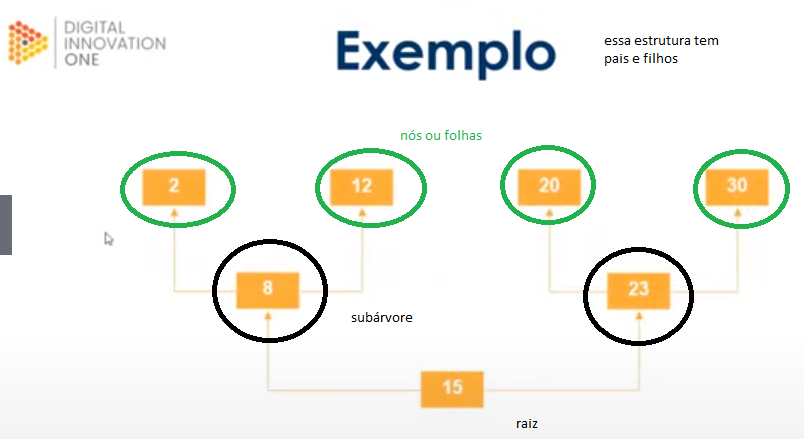 DIGITAL
INNOVATION
ONE
Exemplo
essa estrutura tem
pais e filhos
nós ou folhas
2
12
20
30
8
23
subárvore
15
raiz